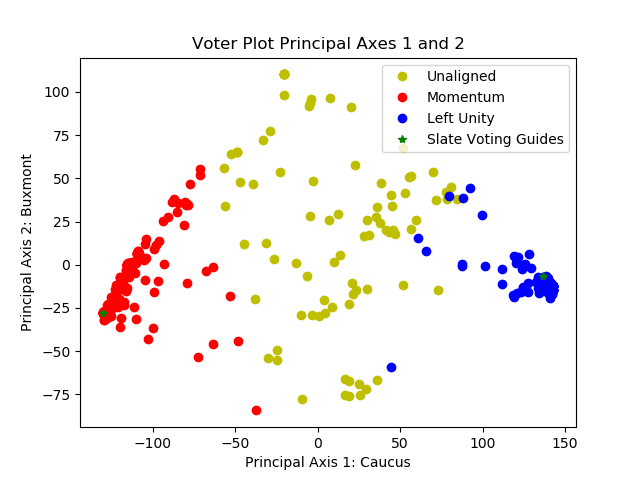 Voter Plot Principal Axes 1 and 2
Unaligned
Momentum
Left Unity
Slate Voting Guides
100
75
50
25
0
−25
−50
−75
Principal Axis 2: Buxmont
−100
−50
0
50
100
150
Principal Axis 1: Caucus